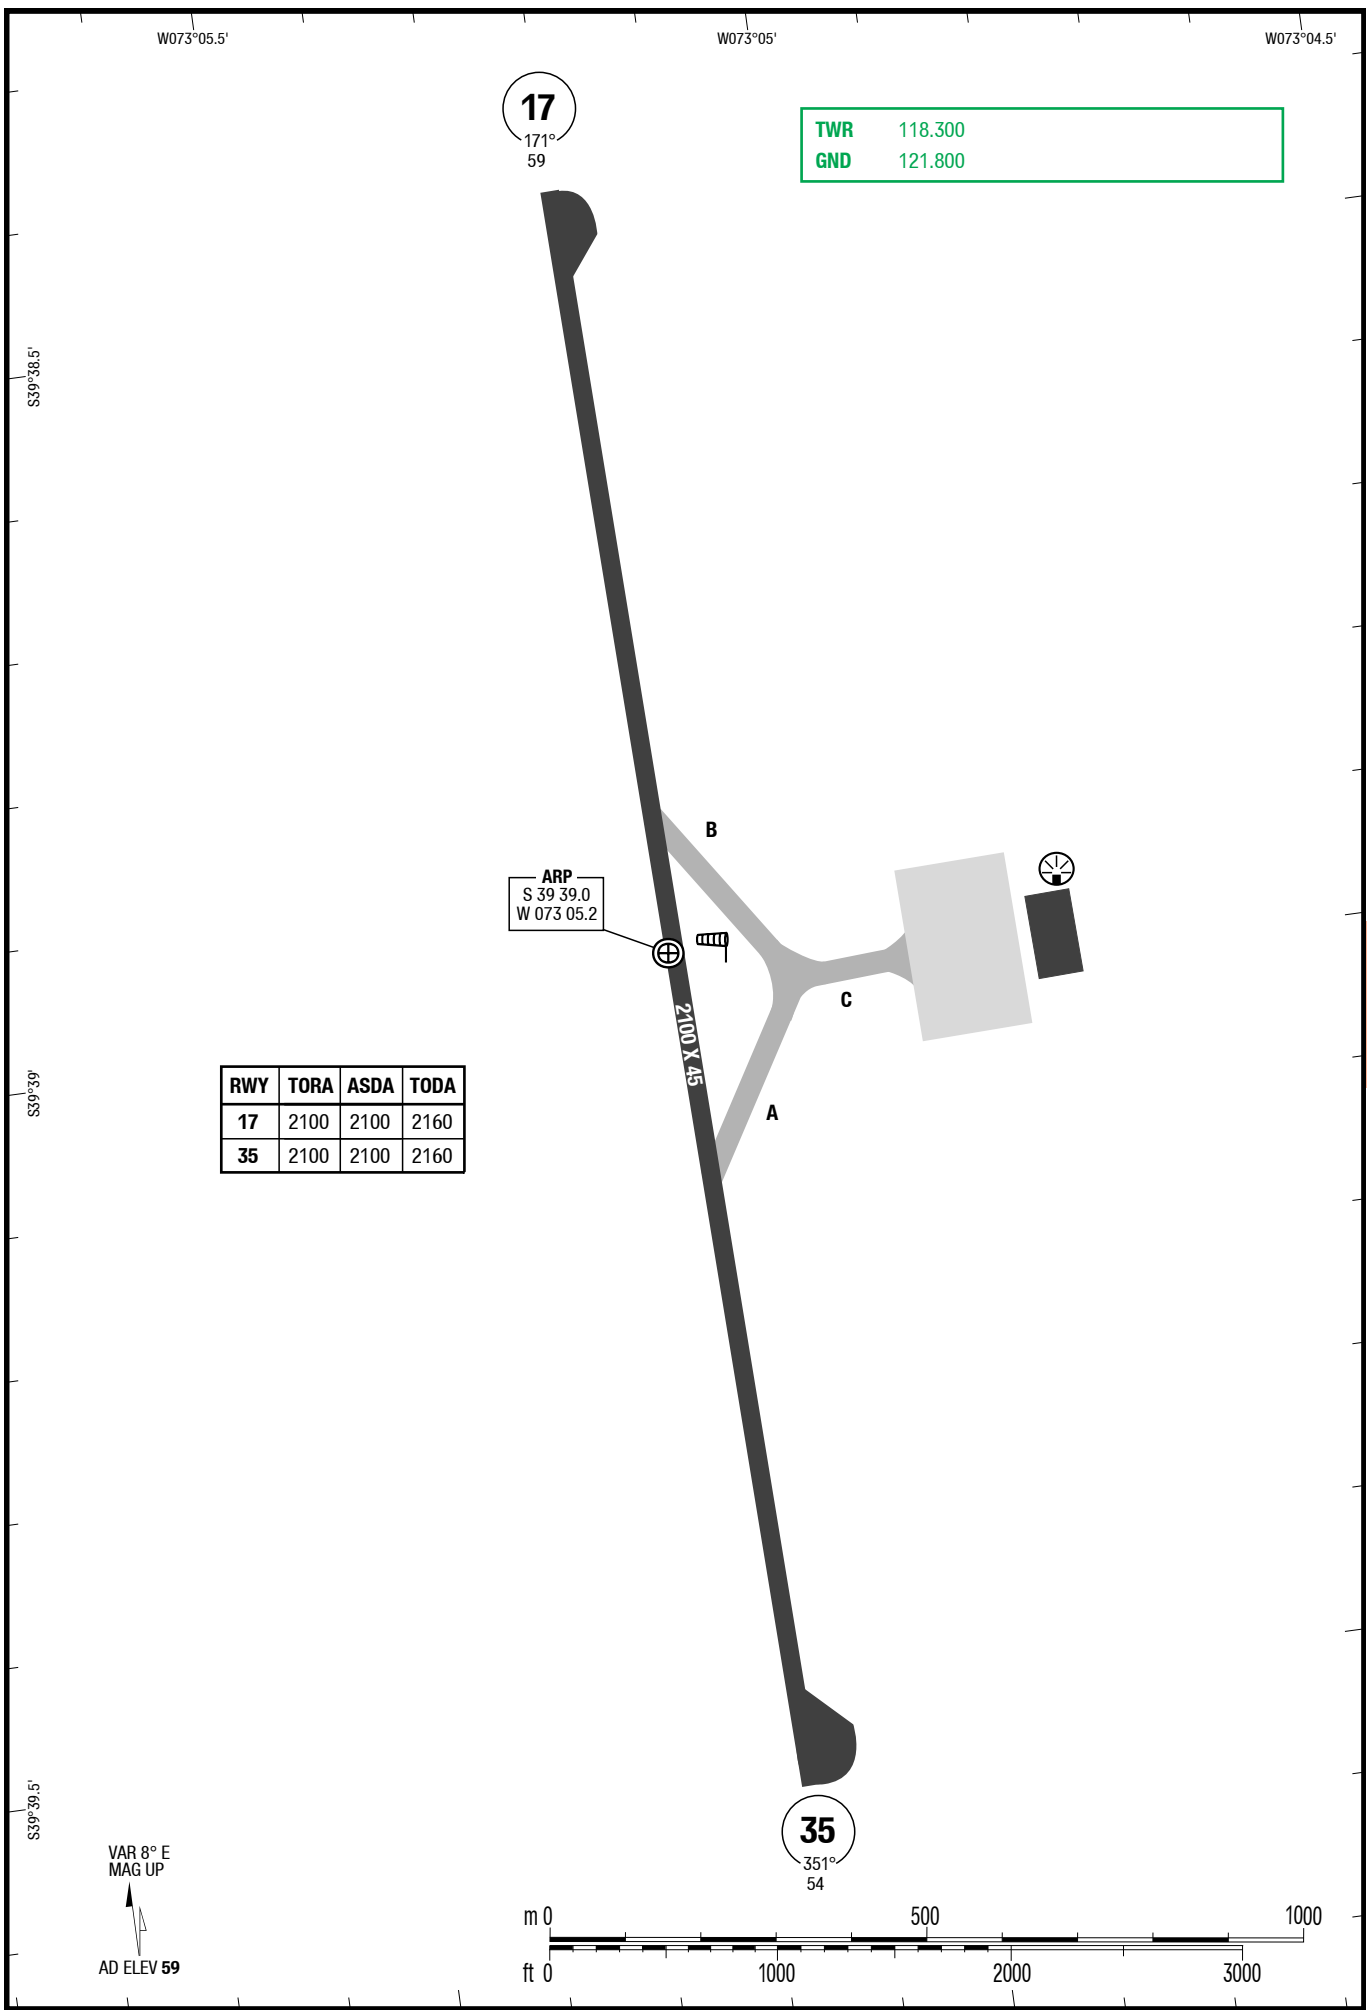 W073°05.5'
W073°05'
W073°04.5'
17
171°
59
TWR 118.300
GND 121.800
S39°38.5'
B
ARP
S 39 39.0
W 073 05.2
C
2100 X 45
S39°39'
A
RWY TORA ASDA TODA
17 2100 2100 2160
35 2100 2100 2160
S39°39.5'
35
351°
54
VAR 8° E
MAG UP
AD ELEV 59
m 0 500 1000
ft 0 1000 2000 3000